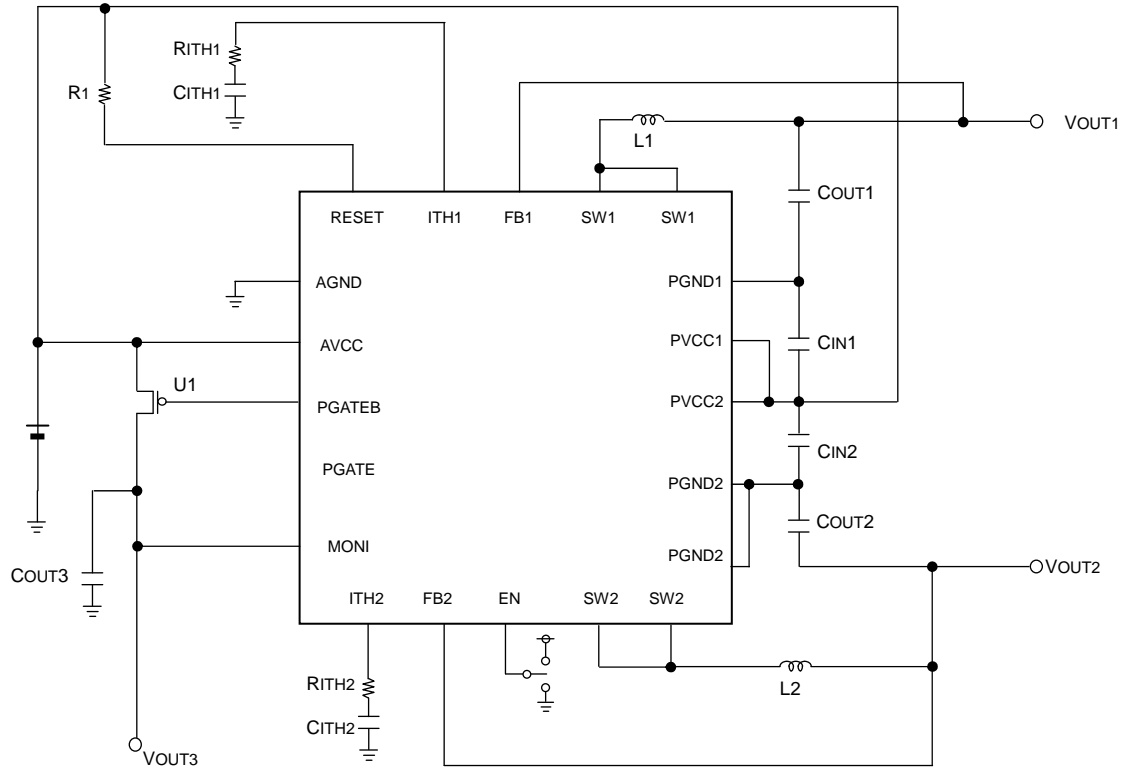 RITH1
R1
CITH1
L1
VOUT1
COUT1
RESET
ITH1
FB1
SW1
SW1
AGND
PGND1
AVCC
PVCC1
CIN1
U1
PGATEB
PVCC2
CIN2
PGATE
PGND2
COUT2
MONI
PGND2
VOUT2
COUT3
ITH2
FB2
EN
SW2
SW2
RITH2
L2
CITH2
VOUT3